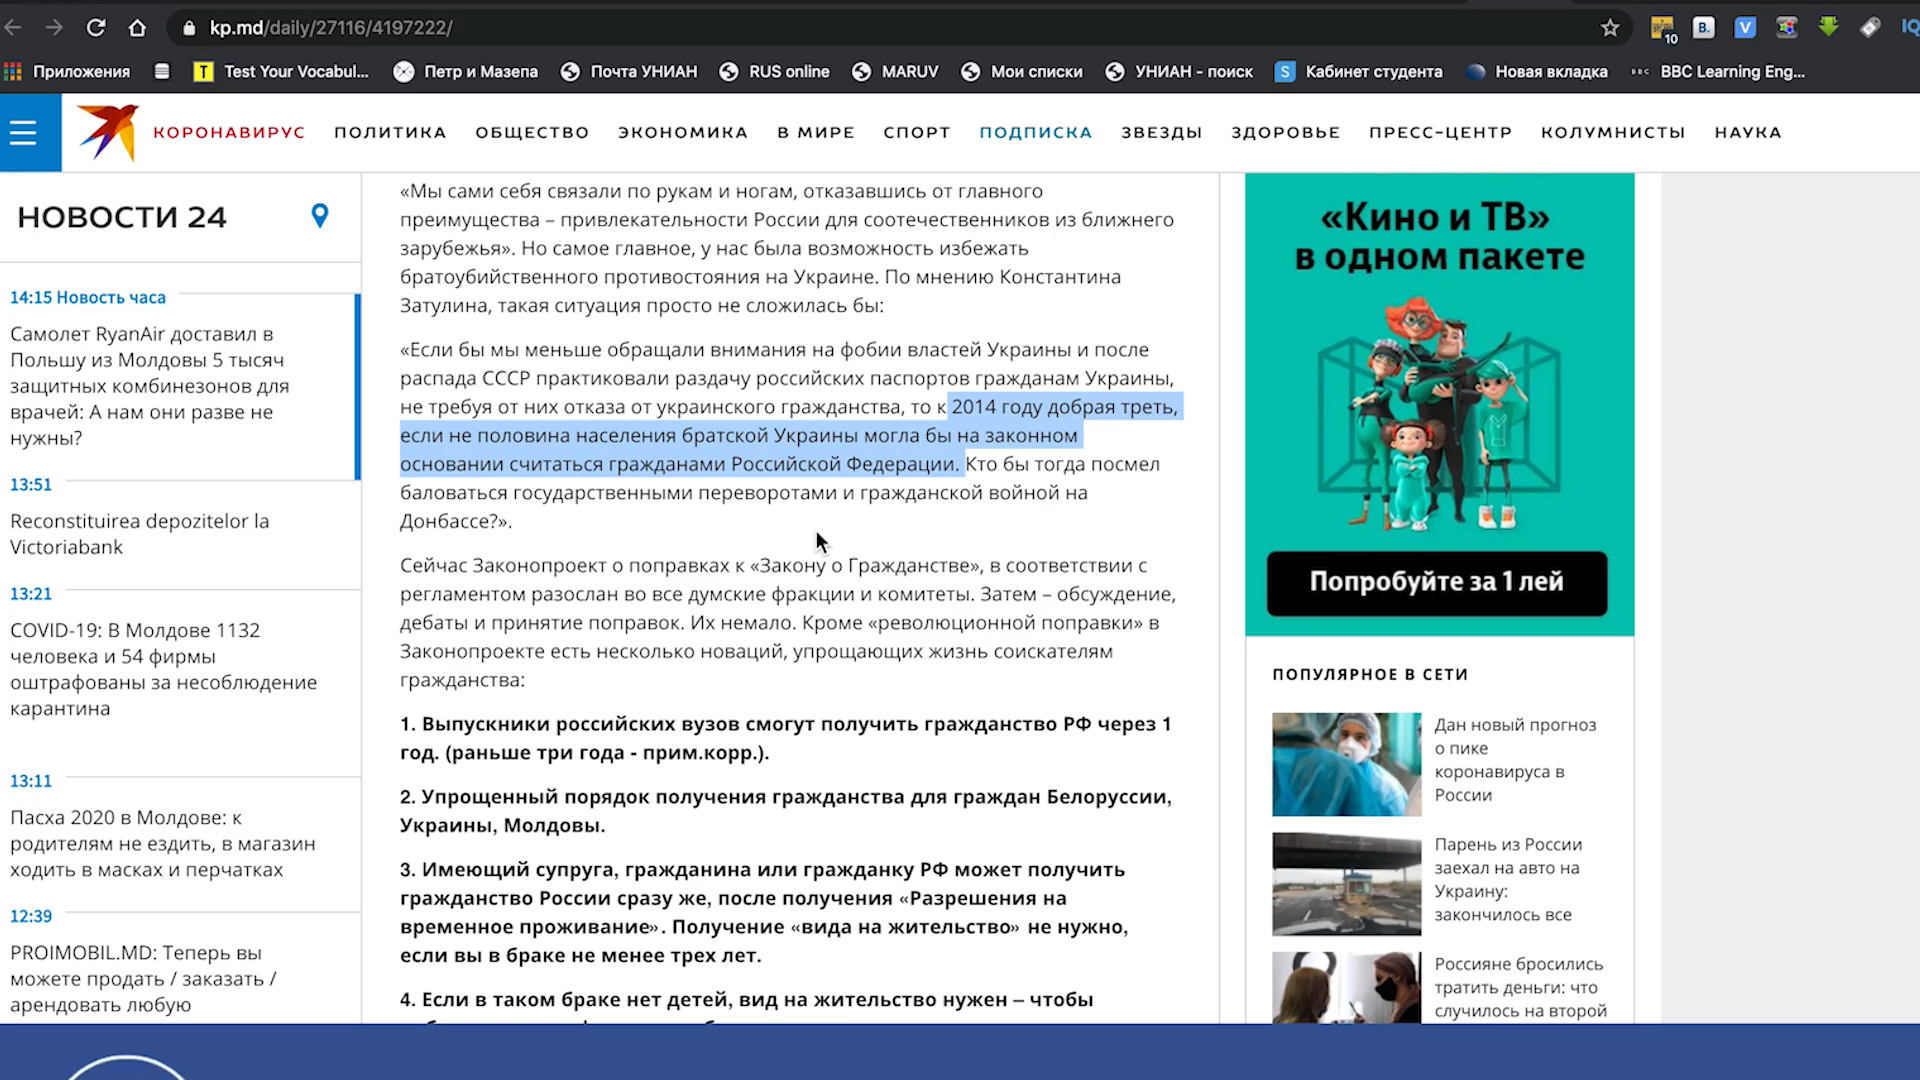 kp.md/daily/27116/4197222/
10
B.
V
IQ
Приложения
T
Test Your Vocabul...
Петр и Мазепа
Почта УНИАН
RUS online
MARUV
Мои списки
УНИАН - поиск
S
Кабинет студента
Новая вкладка
BBC
BBC Learning Eng...
КОРОНАВИРУС
ПОЛИТИКА
ОБЩЕСТВО
ЭКОНОМИКА
В МИРЕ
СПОРТ
ПОДПИСКА
ЗВЕЗДЫ
ЗДОРОВЬЕ
ПРЕСС-ЦЕНТР
КОЛУМНИСТЫ
НАУКА
НОВОСТИ 24
14:15 Новость часа
Самолет RyanAir доставил в
Польшу из Молдовы 5 тысяч
защитных комбинезонов для
врачей: А нам они разве не
нужны?
13:51
Reconstituirea depozitelor la
Victoriabank
13:21
COVID-19: В Молдове 1132
человека и 54 фирмы
оштрафованы за несоблюдение
карантина
13:11
Пасха 2020 в Молдове: к
родителям не ездить, в магазин
ходить в масках и перчатках
12:39
PROIMOBIL.MD: Теперь вы
можете продать / заказать /
арендовать любую
«Мы сами себя связали по рукам и ногам, отказавшись от главного
преимущества – привлекательности России для соотечественников из ближнего
зарубежья». Но самое главное, у нас была возможность избежать
братоубийственного противостояния на Украине. По мнению Константина
Затулина, такая ситуация просто не сложилась бы:
«Если бы мы меньше обращали внимания на фобии властей Украины и после
распада СССР практиковали раздачу российских паспортов гражданам Украины,
не требуя от них отказа от украинского гражданства, то к 2014 году добрая треть,
если не половина населения братской Украины могла бы на законном
основании считаться гражданами Российской Федерации. Кто бы тогда посмел
баловаться государственными переворотами и гражданской войной на
Донбассе?».
Сейчас Законопроект о поправках к «Закону о Гражданстве», в соответствии с
регламентом разослан во все думские фракции и комитеты. Затем – обсуждение,
дебаты и принятие поправок. Их немало. Кроме «революционной поправки» в
Законопроекте есть несколько новаций, упрощающих жизнь соискателям
гражданства:
1. Выпускники российских вузов смогут получить гражданство РФ через 1
год. (раньше три года - прим.корр.).
2. Упрощенный порядок получения гражданства для граждан Белоруссии,
Украины, Молдовы.
3. Имеющий супруга, гражданина или гражданку РФ может получить
гражданство России сразу же, после получения «Разрешения на
временное проживание». Получение «вида на жительство» не нужно,
если вы в браке не менее трех лет.
4. Если в таком браке нет детей, вид на жительство нужен – чтобы
«Кино и ТВ»
в одном пакете
Попробуйте за 1 лей
ПОПУЛЯРНОЕ В СЕТИ
Дан новый прогноз
о пике
коронавируса в
России
Парень из России
заехал на авто на
Украину:
закончилось все
Россияне бросились
тратить деньги: что
случилось на второй